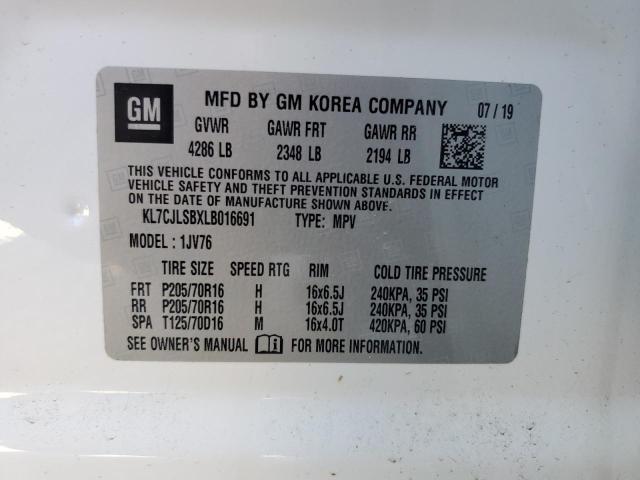 GM MFD BY GM KOREA COMPANY 07 / 19
GVWR GAWR FRT GAWR RR
4286 LB 2348 LB 2194 LB
THIS VEHICLE CONFORMS TO ALL APPLICABLE U.S. FEDERAL MOTOR
VEHICLE SAFETY AND THEFT PREVENTION STANDARDS IN EFFECT
ON THE DATE OF MANUFACTURE SHOWN ABOVE.
KL7CJLSBXLB016691 TYPE: MPV
MODEL : 1JV76
TIRE SIZE SPEED RTG RIM COLD TIRE PRESSURE
FRT P205/70R16 H 16x6.5J 240KPA, 35 PSI
RR P205/70R16 H 16x6.5J 240KPA, 35 PSI
SPA T125/70D16 M 16x4.0T 420KPA, 60 PSI
SEE OWNER'S MANUAL FOR MORE INFORMATION.